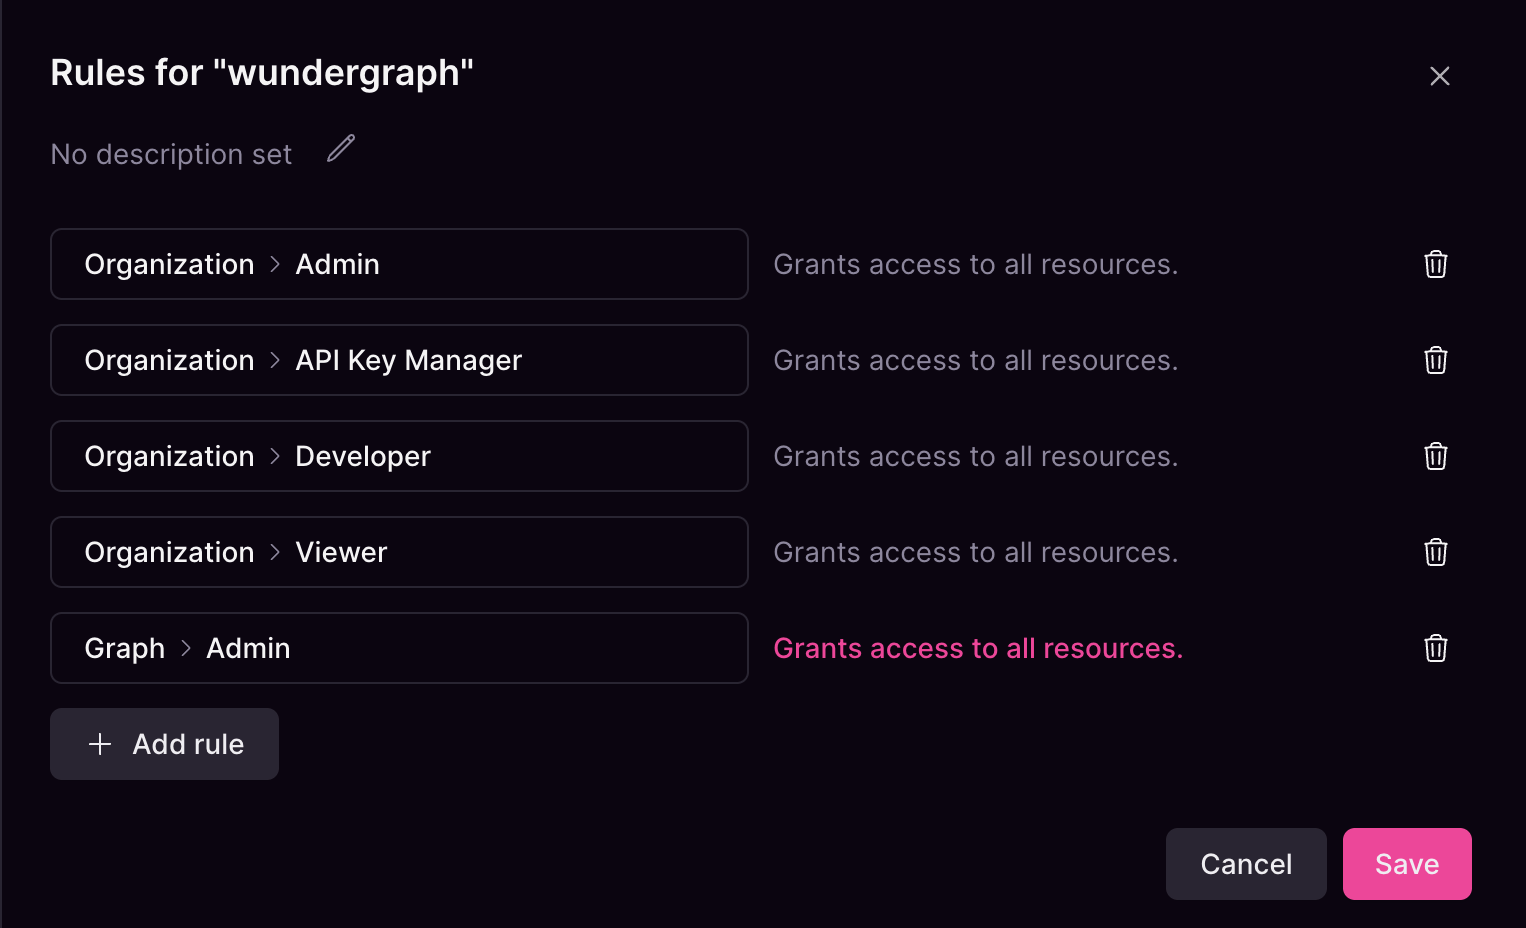 Rules for "wundergraph"
No description set
Organization > Admin Grants access to all resources.
Organization > API Key Manager Grants access to all resources.
Organization > Developer Grants access to all resources.
Organization > Viewer Grants access to all resources.
Graph > Admin Grants access to all resources.
+ Add rule
Cancel Save